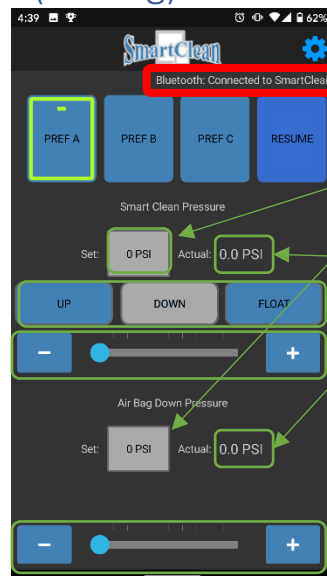 4:39 62%
SmartClean
Bluetooth: Connected to SmartClean
PREF A PREF B PREF C RESUME
Smart Clean Pressure
Set: 0 PSI Actual: 0.0 PSI
UP DOWN FLOAT
− +
Air Bag Down Pressure
Set: 0 PSI Actual: 0.0 PSI
− +